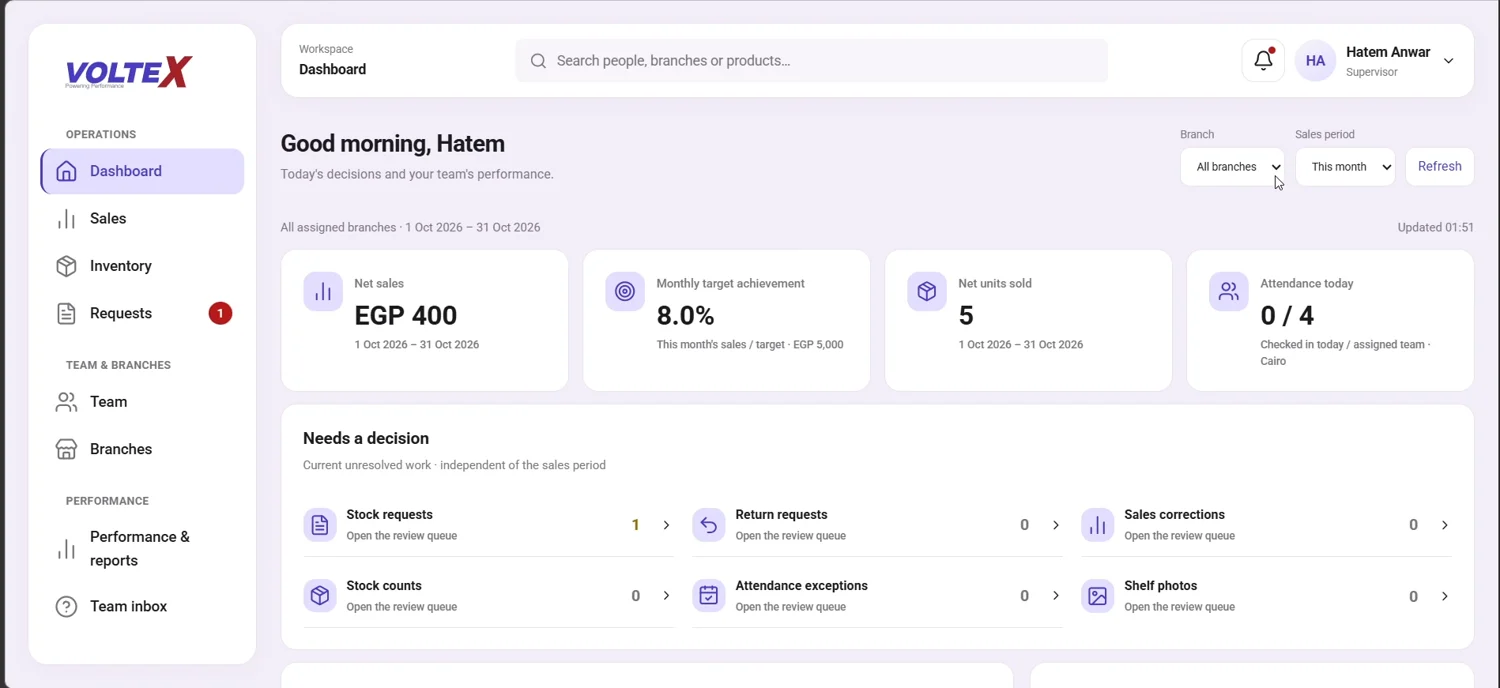 VOLTEX
Powering Performance
OPERATIONS
Dashboard
Sales
Inventory
Requests
1
TEAM & BRANCHES
Team
Branches
PERFORMANCE
Performance &
reports
Team inbox
Workspace
Dashboard
Search people, branches or products...
HA
Hatem Anwar
Supervisor
Good morning, Hatem
Today's decisions and your team's performance.
Branch
All branches
Sales period
This month
Refresh
All assigned branches · 1 Oct 2026 – 31 Oct 2026
Updated 01:51
Net sales
EGP 400
1 Oct 2026 – 31 Oct 2026
Monthly target achievement
8.0%
This month's sales / target · EGP 5,000
Net units sold
5
1 Oct 2026 – 31 Oct 2026
Attendance today
0 / 4
Checked in today / assigned team ·
Cairo
Needs a decision
Current unresolved work · independent of the sales period
Stock requests
Open the review queue
1
Return requests
Open the review queue
0
Sales corrections
Open the review queue
0
Stock counts
Open the review queue
0
Attendance exceptions
Open the review queue
0
Shelf photos
Open the review queue
0